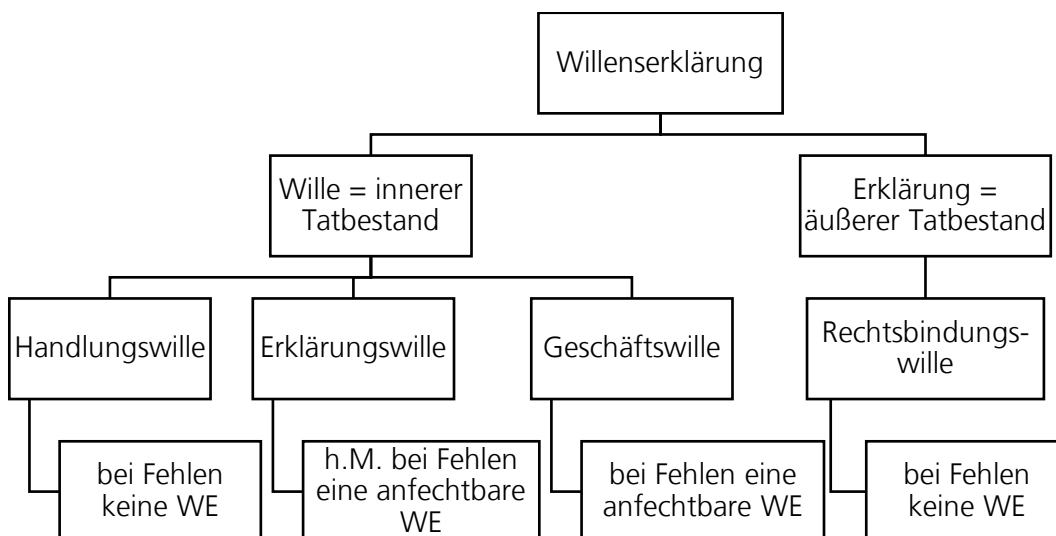 Willenserklärung
Wille = innerer
Tatbestand
Erklärung =
äußerer Tatbestand
Handlungswille
Erklärungswille
Geschäftswille
Rechtsbindungs-
wille
bei Fehlen
keine WE
h.M. bei Fehlen
eine anfechtbare
WE
bei Fehlen eine
anfechtbare WE
bei Fehlen
keine WE